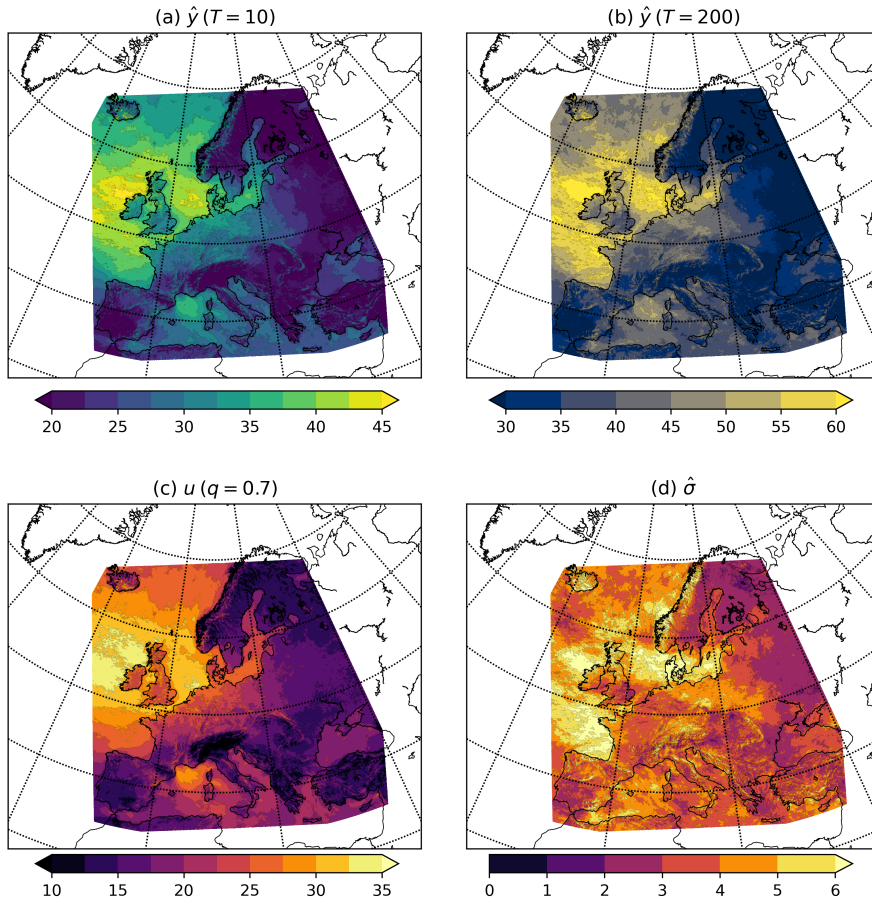 (a) ŷ (T = 10)
(b) ŷ (T = 200)
20 25 30 35 40 45
30 35 40 45 50 55 60
(c) u (q = 0.7)
(d) σ̂
10 15 20 25 30 35
0 1 2 3 4 5 6